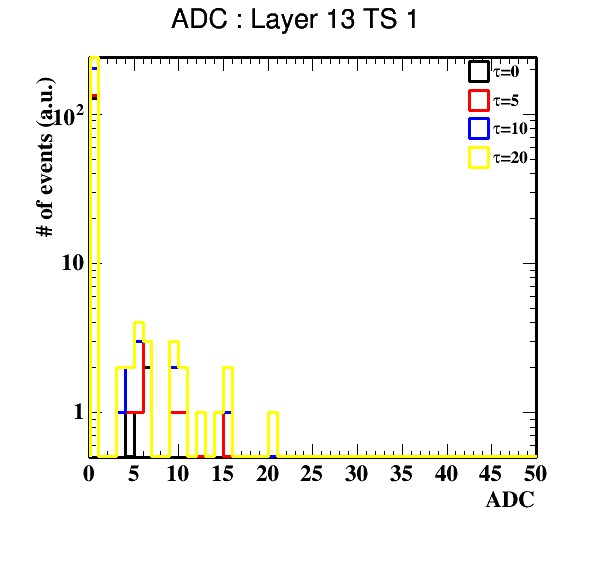 ADC : Layer 13 TS 1
# of events (a.u.)
10²
10
1
τ=0
τ=5
τ=10
τ=20
0 5 10 15 20 25 30 35 40 45 50
ADC